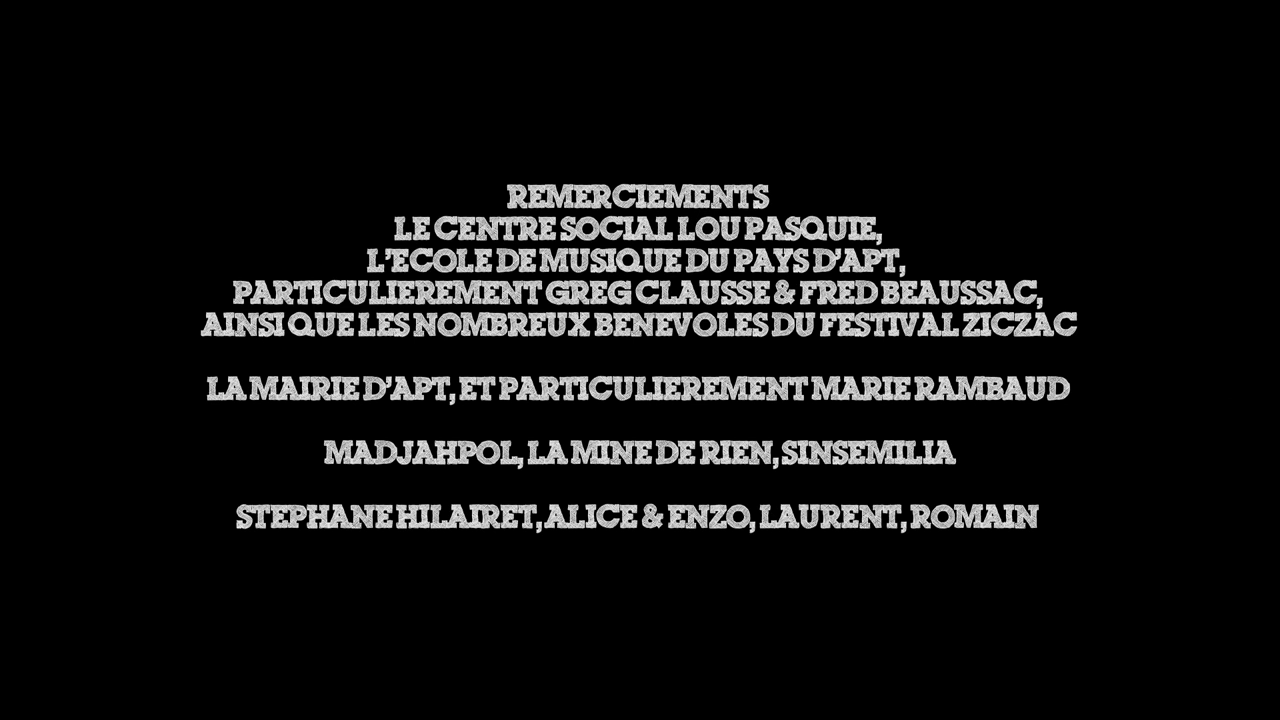 REMERCIEMENTS
LE CENTRE SOCIAL LOU PASQUIE,
L'ECOLE DE MUSIQUE DU PAYS D'APT,
PARTICULIEREMENT GREG CLAUSSE & FRED BEAUSSAC,
AINSI QUE LES NOMBREUX BENEVOLES DU FESTIVAL ZICZAC
LA MAIRIE D'APT, ET PARTICULIEREMENT MARIE RAMBAUD
MADJAHPOL, LA MINE DE RIEN, SINSEMILIA
STEPHANE HILAIRET, ALICE & ENZO, LAURENT, ROMAIN